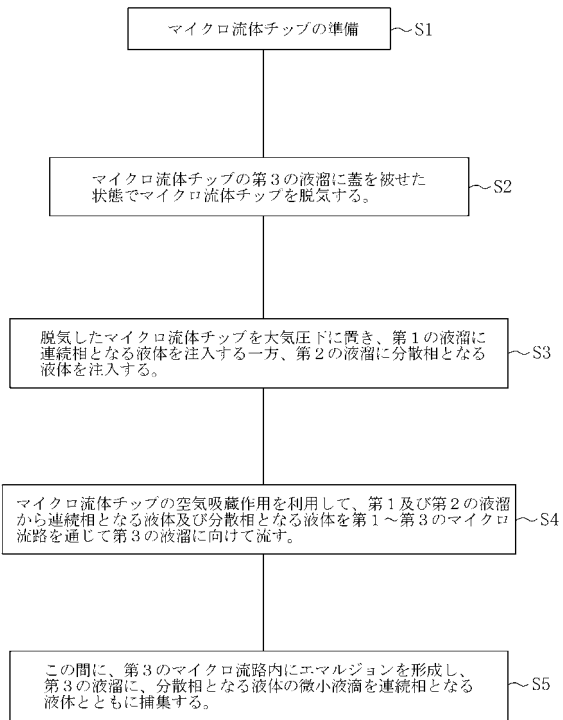 マイクロ流体チップの準備
S1
マイクロ流体チップの第3の液溜に蓋を被せた
状態でマイクロ流体チップを脱気する。
S2
脱気したマイクロ流体チップを大気圧下に置き、第1の液溜に
連続相となる液体を注入する一方、第2の液溜に分散相となる
液体を注入する。
S3
マイクロ流体チップの空気吸蔵作用を利用して、第1及び第2の液溜
から連続相となる液体及び分散相となる液体を第1~第3のマイクロ
流路を通じて第3の液溜に向けて流す。
S4
この間に、第3のマイクロ流路内にエマルジョンを形成し、
第3の液溜に、分散相となる液体の微小液滴を連続相となる
液体とともに捕集する。
S5